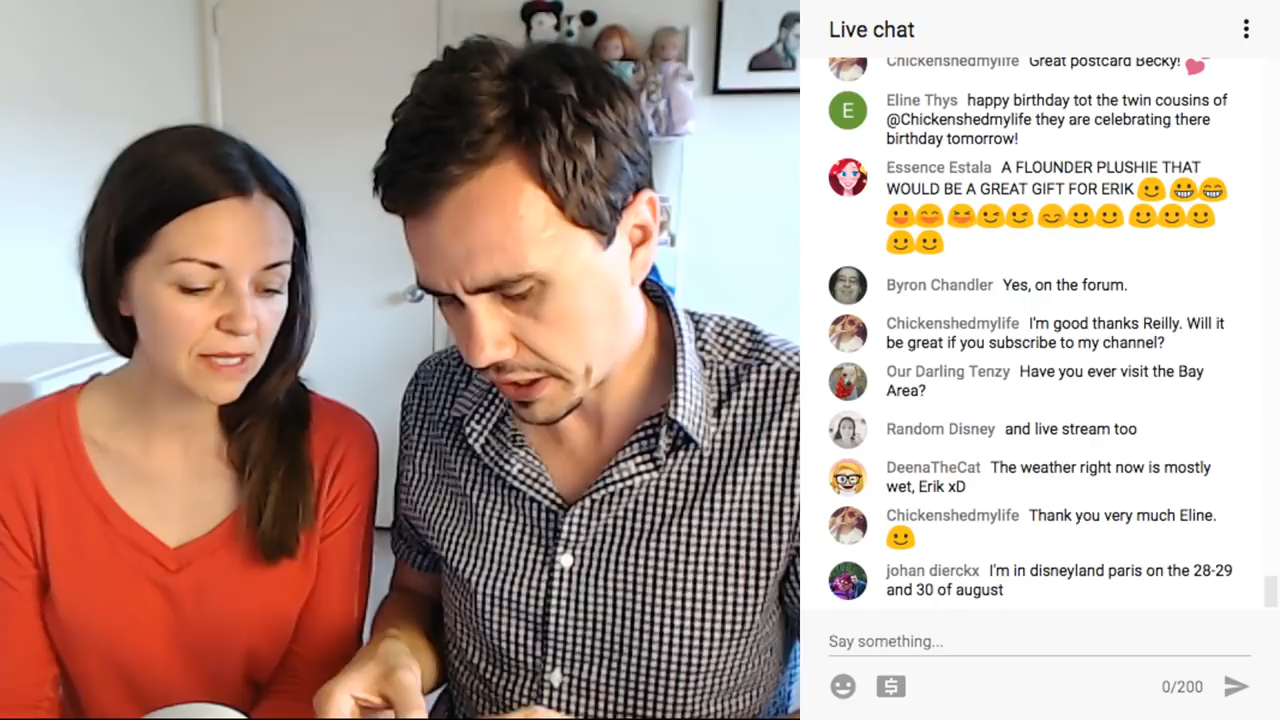 Live chat
Chickenshedmylife Great postcard Becky!
E
Eline Thys happy birthday tot the twin cousins of
@Chickenshedmylife they are celebrating there
birthday tomorrow!
Essence Estala A FLOUNDER PLUSHIE THAT
WOULD BE A GREAT GIFT FOR ERIK
Byron Chandler Yes, on the forum.
Chickenshedmylife I'm good thanks Reilly. Will it
be great if you subscribe to my channel?
Our Darling Tenzy Have you ever visit the Bay
Area?
Random Disney and live stream too
DeenaTheCat The weather right now is mostly
wet, Erik xD
Chickenshedmylife Thank you very much Eline.
johan dierckx I'm in disneyland paris on the 28-29
and 30 of august
Say something...
0/200